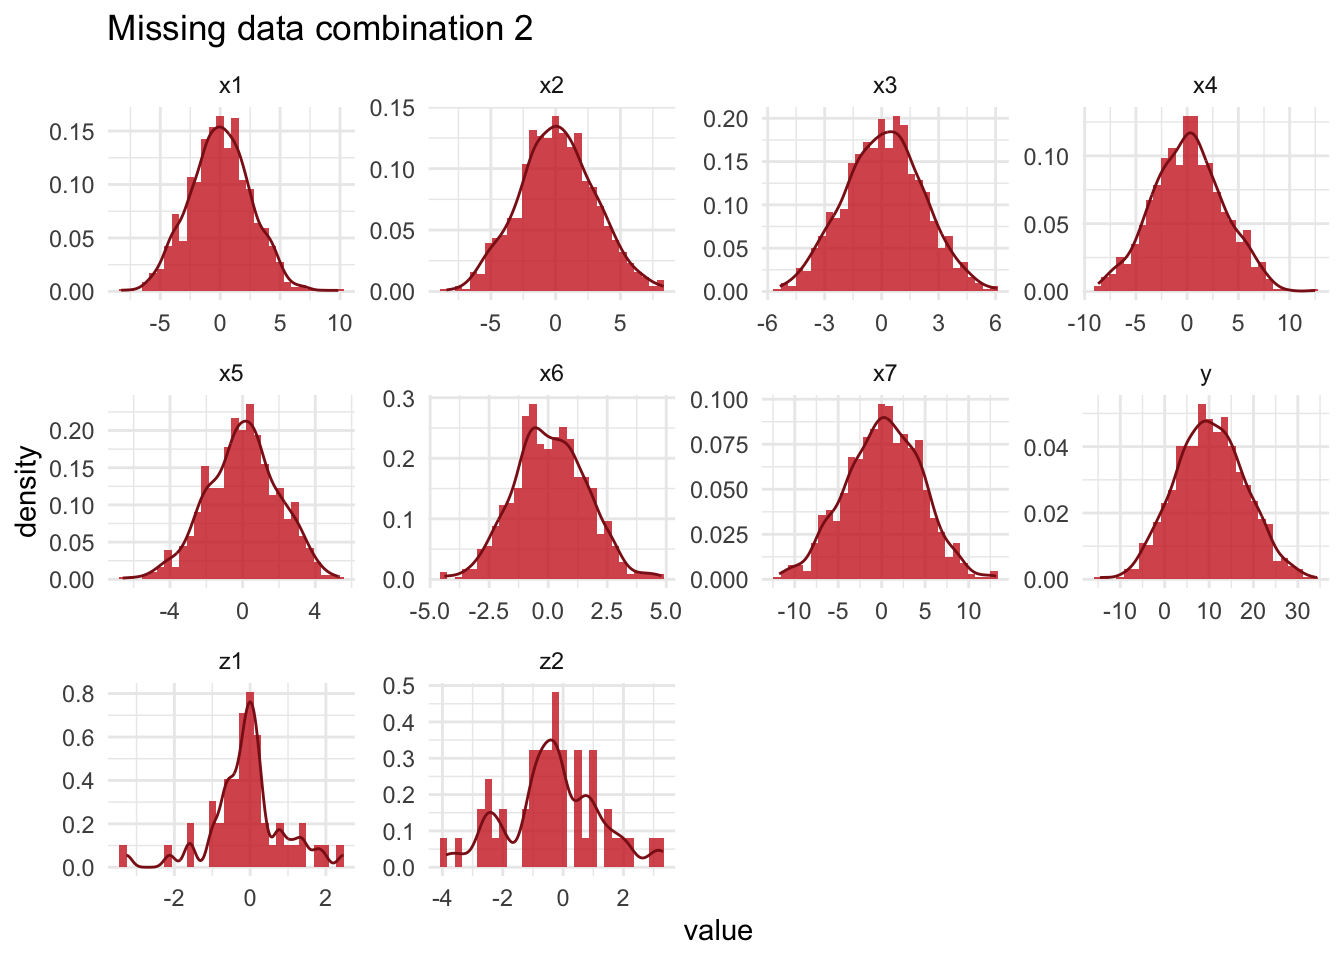 Missing data combination 2
x1 x2 x3 x4
0.15 0.10 0.05 0.00
-5 0 5 10
0.15 0.10 0.05 0.00
-5 0 5
0.20 0.15 0.10 0.05 0.00
-6 -3 0 3 6
0.10 0.05 0.00
-10 -5 0 5 10
x5 x6 x7 y
density
0.20 0.15 0.10 0.05 0.00
-4 0 4
0.3 0.2 0.1 0.0
-5.0 -2.5 0.0 2.5 5.0
0.100 0.075 0.050 0.025 0.000
-10 -5 0 5 10
0.04 0.02 0.00
-10 0 10 20 30
z1 z2
0.8 0.6 0.4 0.2 0.0
-2 0 2
0.5 0.4 0.3 0.2 0.1 0.0
-4 -2 0 2
value